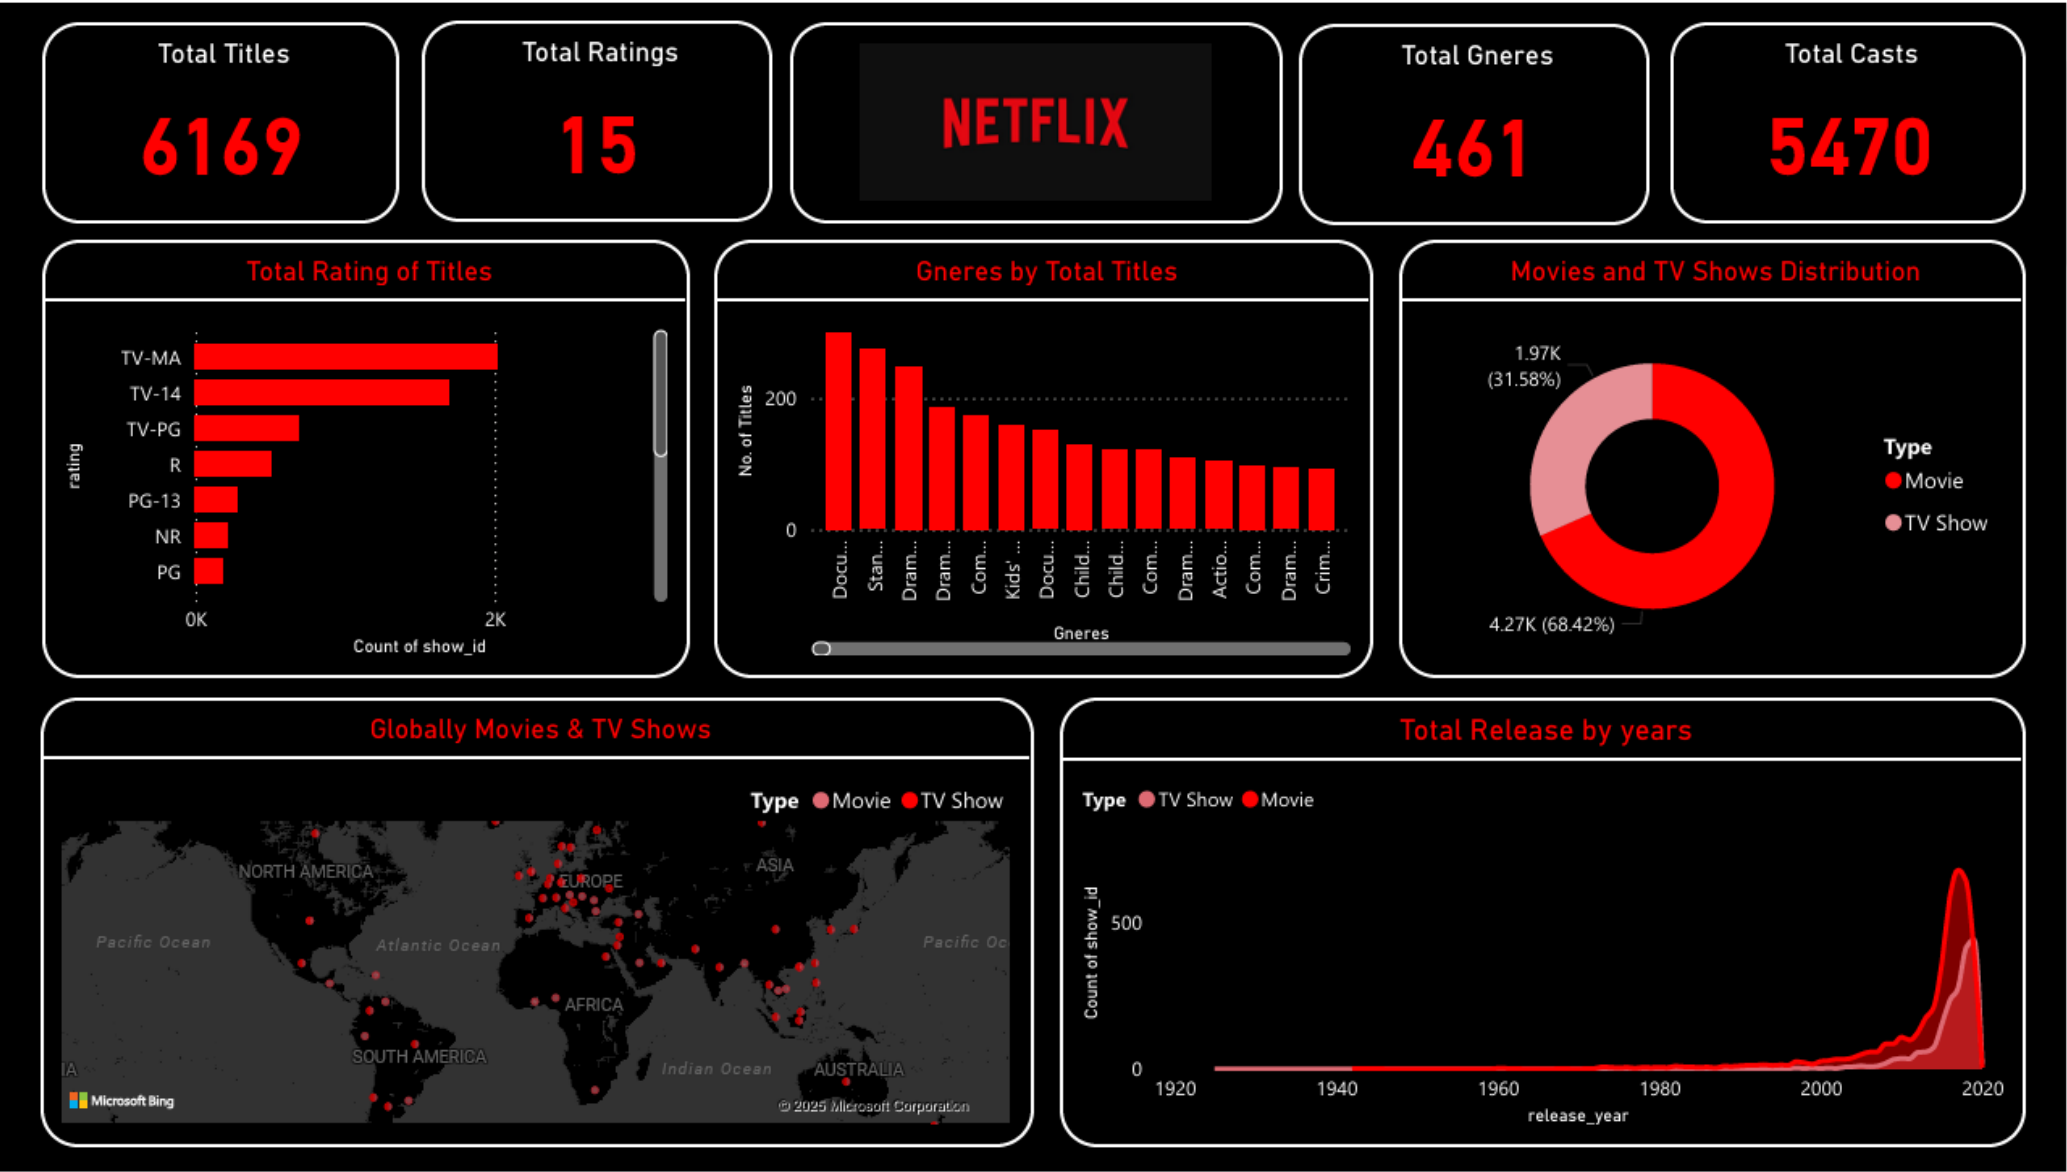 Total Titles
6169
Total Ratings
15
NETFLIX
Total Gneres
461
Total Casts
5470
Total Rating of Titles
rating
TV-MA
TV-14
TV-PG
R
PG-13
NR
PG
0K
2K
Count of show_id
Gneres by Total Titles
No. of Titles
200
0
Docu...
Stan...
Dram...
Dram...
Com...
Kids' ...
Docu...
Child...
Child...
Com...
Dram...
Actio...
Com...
Dram...
Crim...
Gneres
Movies and TV Shows Distribution
1.97K
(31.58%)
4.27K (68.42%)
Type
Movie
TV Show
Globally Movies & TV Shows
Type Movie TV Show
NORTH AMERICA
ASIA
EUROPE
Pacific Ocean
Atlantic Ocean
Pacific Oc
AFRICA
SOUTH AMERICA
Indian Ocean
AUSTRALIA
IA
Microsoft Bing
© 2025 Microsoft Corporation
Total Release by years
Type TV Show Movie
Count of show_id
500
0
1920
1940
1960
1980
2000
2020
release_year